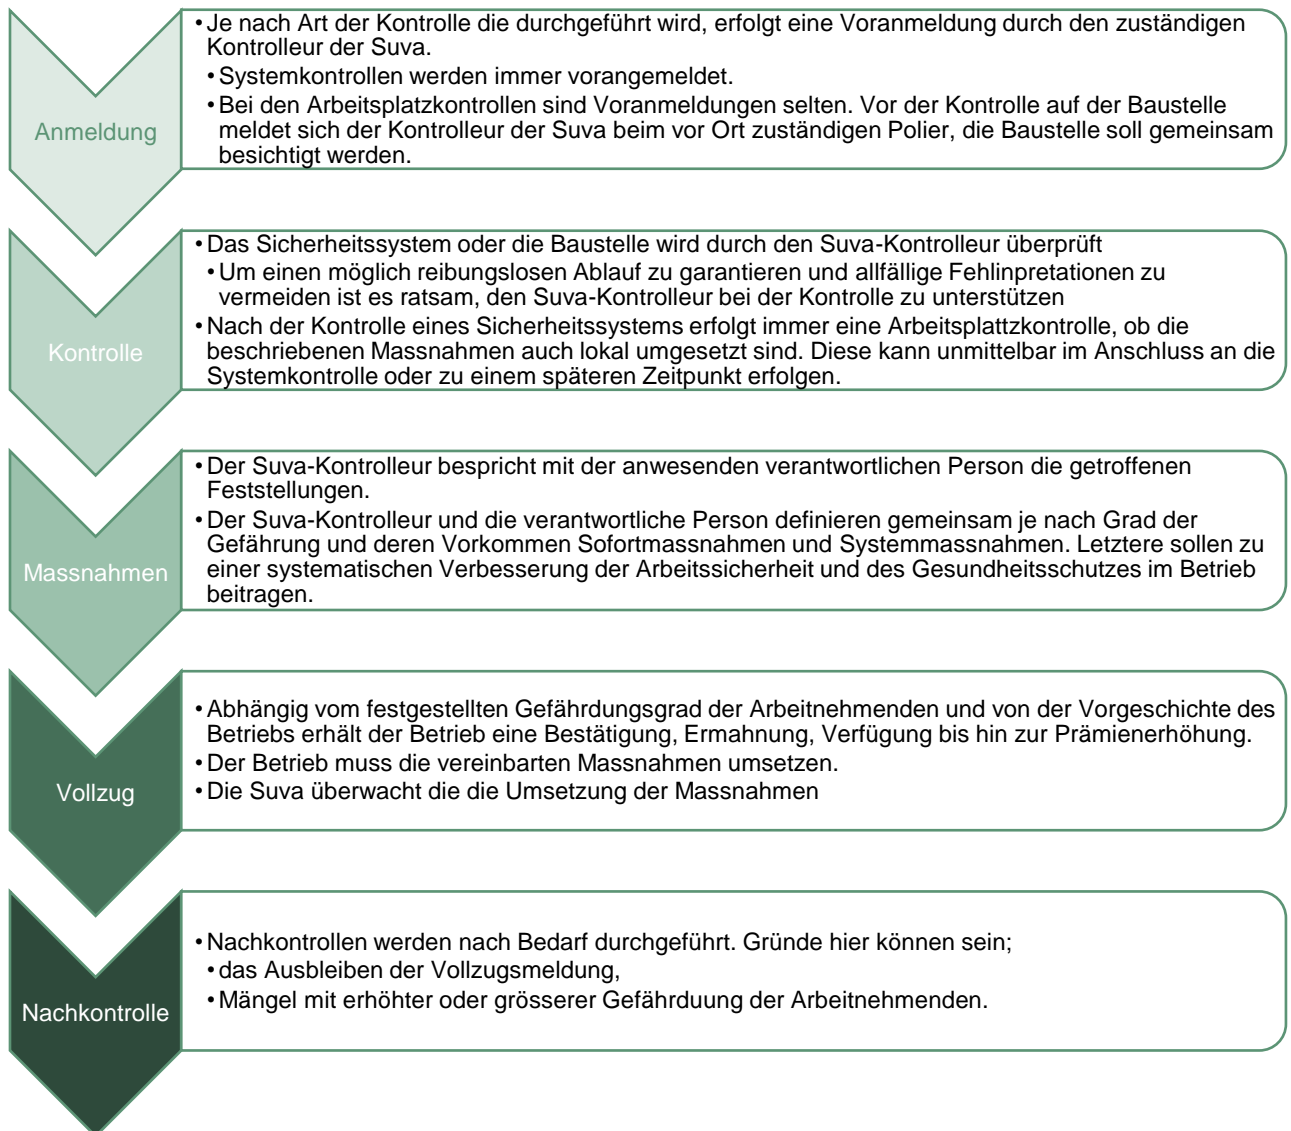 Anmeldung
• Je nach Art der Kontrolle die durchgeführt wird, erfolgt eine Voranmeldung durch den zuständigen
Kontrolleur der Suva.
• Systemkontrollen werden immer vorangemeldet.
• Bei den Arbeitsplatzkontrollen sind Voranmeldungen selten. Vor der Kontrolle auf der Baustelle
meldet sich der Kontrolleur der Suva beim vor Ort zuständigen Polier, die Baustelle soll gemeinsam
besichtigt werden.
Kontrolle
• Das Sicherheitssystem oder die Baustelle wird durch den Suva-Kontrolleur überprüft
• Um einen möglich reibungslosen Ablauf zu garantieren und allfällige Fehlinpretationen zu
vermeiden ist es ratsam, den Suva-Kontrolleur bei der Kontrolle zu unterstützen
• Nach der Kontrolle eines Sicherheitssystems erfolgt immer eine Arbeitsplattzkontrolle, ob die
beschriebenen Massnahmen auch lokal umgesetzt sind. Diese kann unmittelbar im Anschluss an die
Systemkontrolle oder zu einem späteren Zeitpunkt erfolgen.
Massnahmen
• Der Suva-Kontrolleur bespricht mit der anwesenden verantwortlichen Person die getroffenen
Feststellungen.
• Der Suva-Kontrolleur und die verantwortliche Person definieren gemeinsam je nach Grad der
Gefährung und deren Vorkommen Sofortmassnahmen und Systemmassnahmen. Letztere sollen zu
einer systematischen Verbesserung der Arbeitssicherheit und des Gesundheitsschutzes im Betrieb
beitragen.
Vollzug
• Abhängig vom festgestellten Gefährdungsgrad der Arbeitnehmenden und von der Vorgeschichte des
Betriebs erhält der Betrieb eine Bestätigung, Ermahnung, Verfügung bis hin zur Prämienerhöhung.
• Der Betrieb muss die vereinbarten Massnahmen umsetzen.
• Die Suva überwacht die die Umsetzung der Massnahmen
Nachkontrolle
• Nachkontrollen werden nach Bedarf durchgeführt. Gründe hier können sein;
• das Ausbleiben der Vollzugsmeldung,
• Mängel mit erhöhter oder grösserer Gefährduung der Arbeitnehmenden.